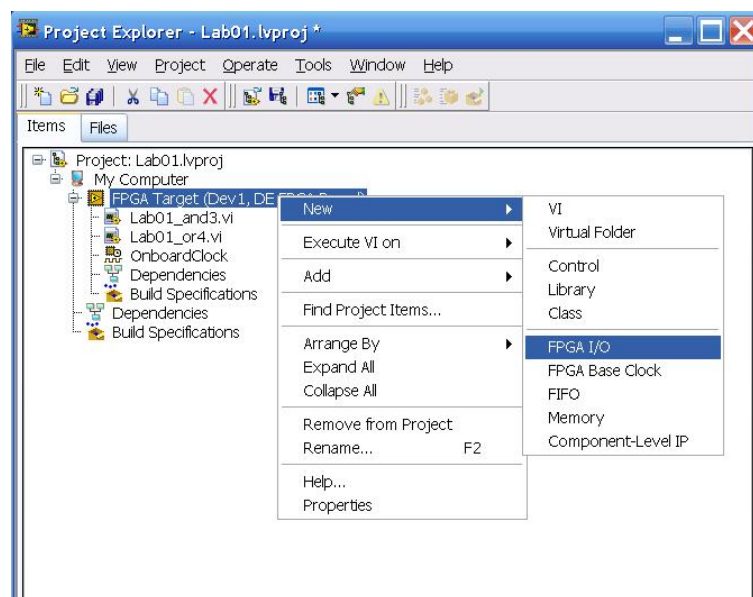 Project Explorer - Lab01.lvproj *
File Edit View Project Operate Tools Window Help
Items Files
Project: Lab01.lvproj
My Computer
FPGA Target (Dev1, DE
Lab01_and3.vi
Lab01_or4.vi
OnboardClock
Dependencies
Build Specifications
Dependencies
Build Specifications
New
Execute VI on
Add
Find Project Items...
Arrange By
Expand All
Collapse All
Remove from Project
Rename... F2
Help...
Properties
VI
Virtual Folder
Control
Library
Class
FPGA I/O
FPGA Base Clock
FIFO
Memory
Component-Level IP